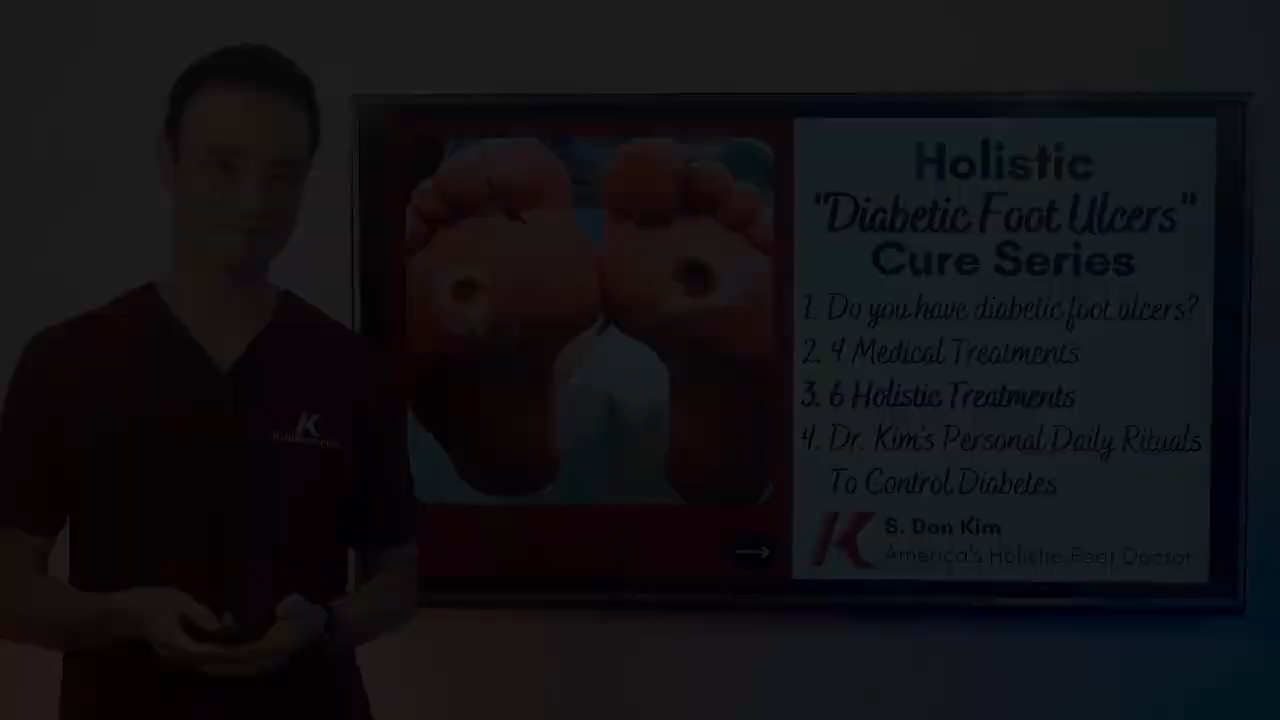 Holistic
"Diabetic Foot Ulcers"
Cure Series
1. Do you have diabetic foot ulcers?
2. 4 Medical Treatments
3. 6 Holistic Treatments
4. Dr. Kim's Personal Daily Rituals
To Control Diabetes
K S. Don Kim
America's Holistic Foot Doctor
K